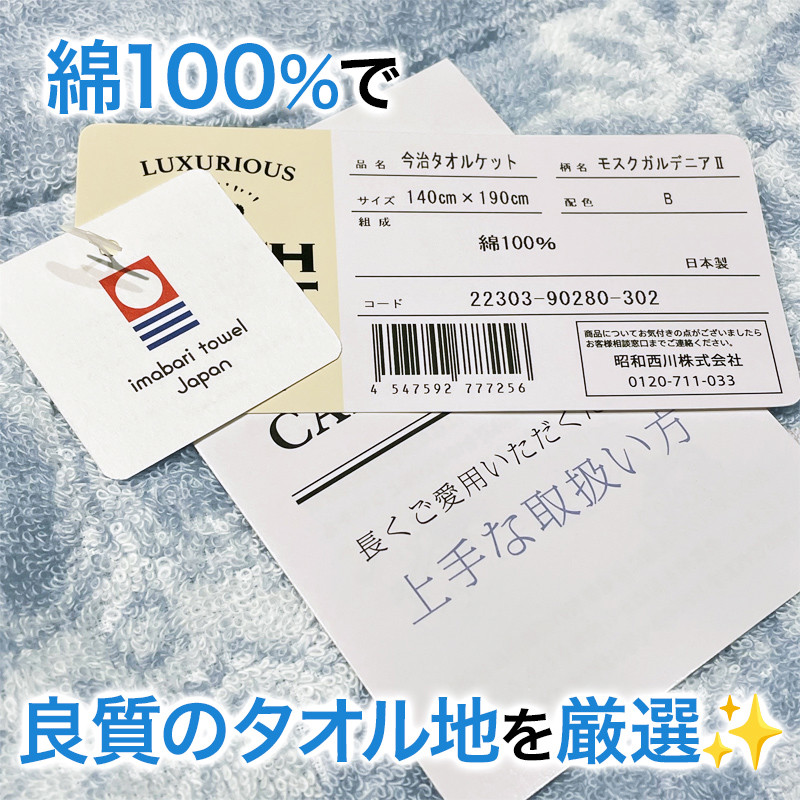 綿100%で
LUXURIOUS
品名 今治タオルケット
柄名 モスクガルデニアⅡ
サイズ 140cm×190cm
配色 B
組成
綿100%
日本製
コード 22303-90280-302
4 547592 777256
商品についてお気付きの点がございましたら
お客様相談窓口までご連絡ください。
昭和西川株式会社
0120-711-033
imabari towel
Japan
長くご愛用いただくた
上手な取扱い方
良質のタオル地を厳選✨